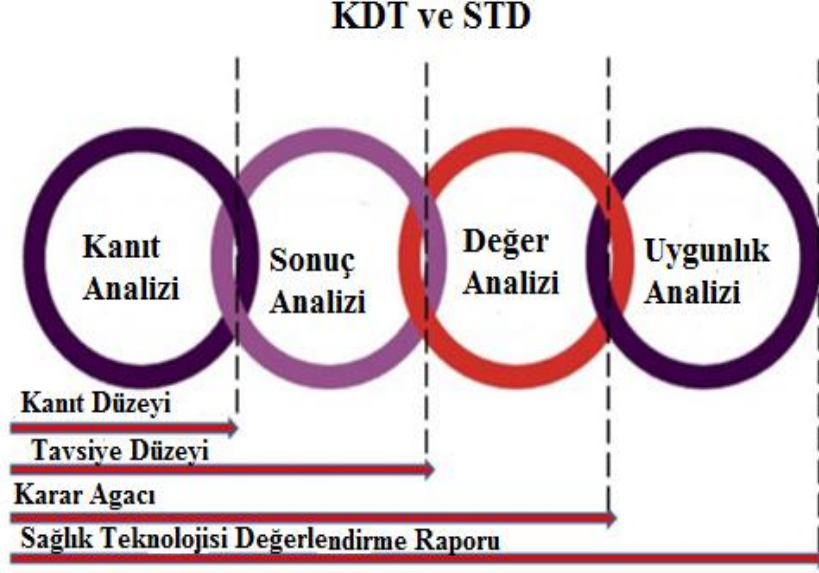 KDT ve STD
Kanıt
Analizi
Sonuç
Analizi
Değer
Analizi
Uygunlık
Analizi
Kanıt Düzeyi
Tavsiye Düzeyi
Karar Agacı
Sağlık Teknolojisi Değerlendirme Raporu